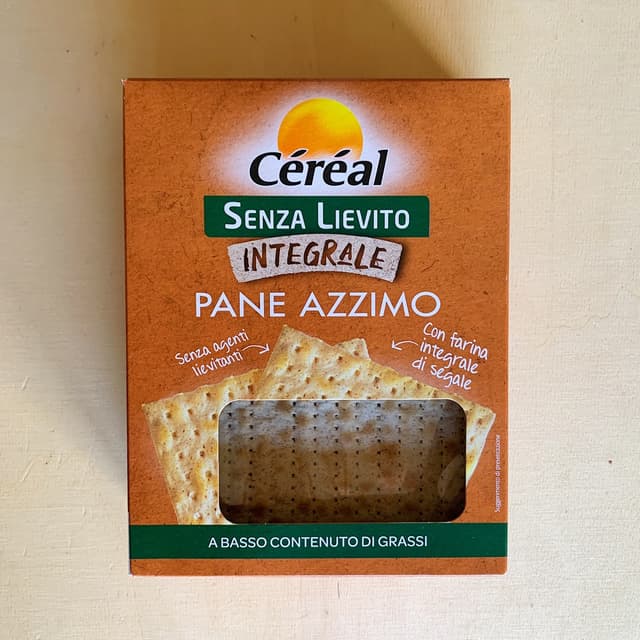 Céréal
SENZA LIEVITO
INTEGRALE
PANE AZZIMO
Senza agenti
lievitanti
Con farina
integrale
di segale
Suggerimento di presentazione
A BASSO CONTENUTO DI GRASSI